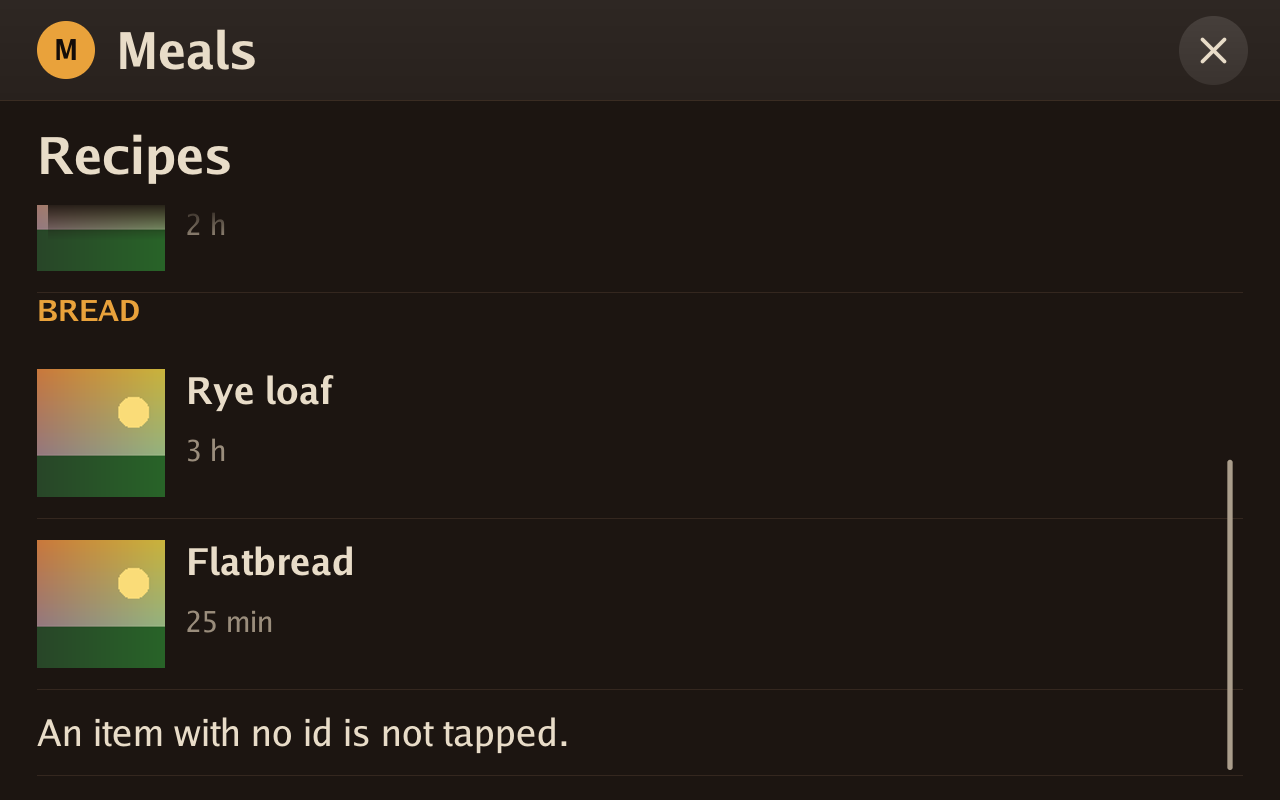 M
Meals
Recipes
2 h
BREAD
Rye loaf
3 h
Flatbread
25 min
An item with no id is not tapped.